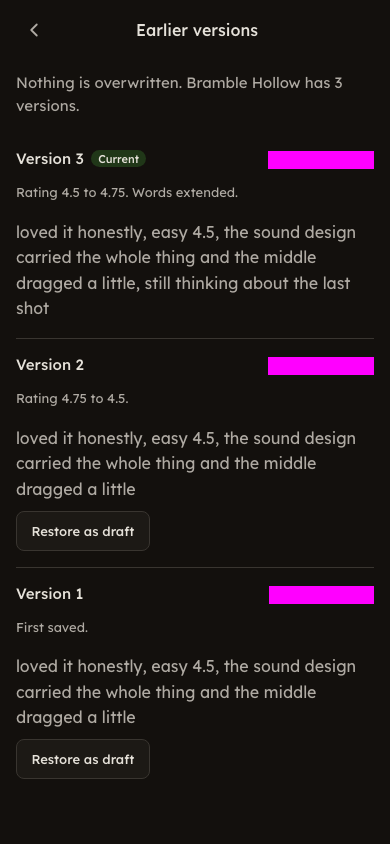 Earlier versions
Nothing is overwritten. Bramble Hollow has 3
versions.
Version 3 Current
Rating 4.5 to 4.75. Words extended.
loved it honestly, easy 4.5, the sound design
carried the whole thing and the middle
dragged a little, still thinking about the last
shot
Version 2
Rating 4.75 to 4.5.
loved it honestly, easy 4.5, the sound design
carried the whole thing and the middle
dragged a little
Restore as draft
Version 1
First saved.
loved it honestly, easy 4.5, the sound design
carried the whole thing and the middle
dragged a little
Restore as draft